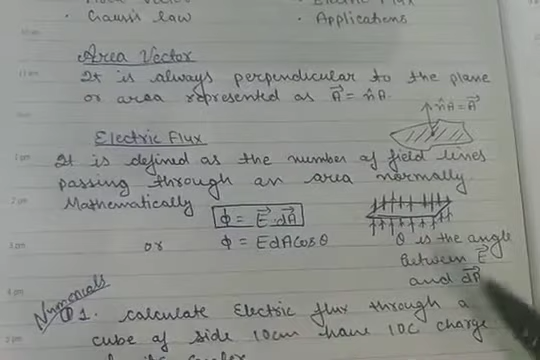 • Gauss's law
• Applications
Area Vector
It is always perpendicular to the plane
or area represented as A⃗ = n̂A.
n̂A = A⃗
Electric Flux
It is defined as the number of field lines
passing through an area normally
Mathematically
ϕ = E⃗.dA⃗
or ϕ = EdACosθ
θ is the angle
between E⃗
and dA⃗
Numericals
Q1. Calculate Electric flux through a
cube of side 10cm have 10C charge